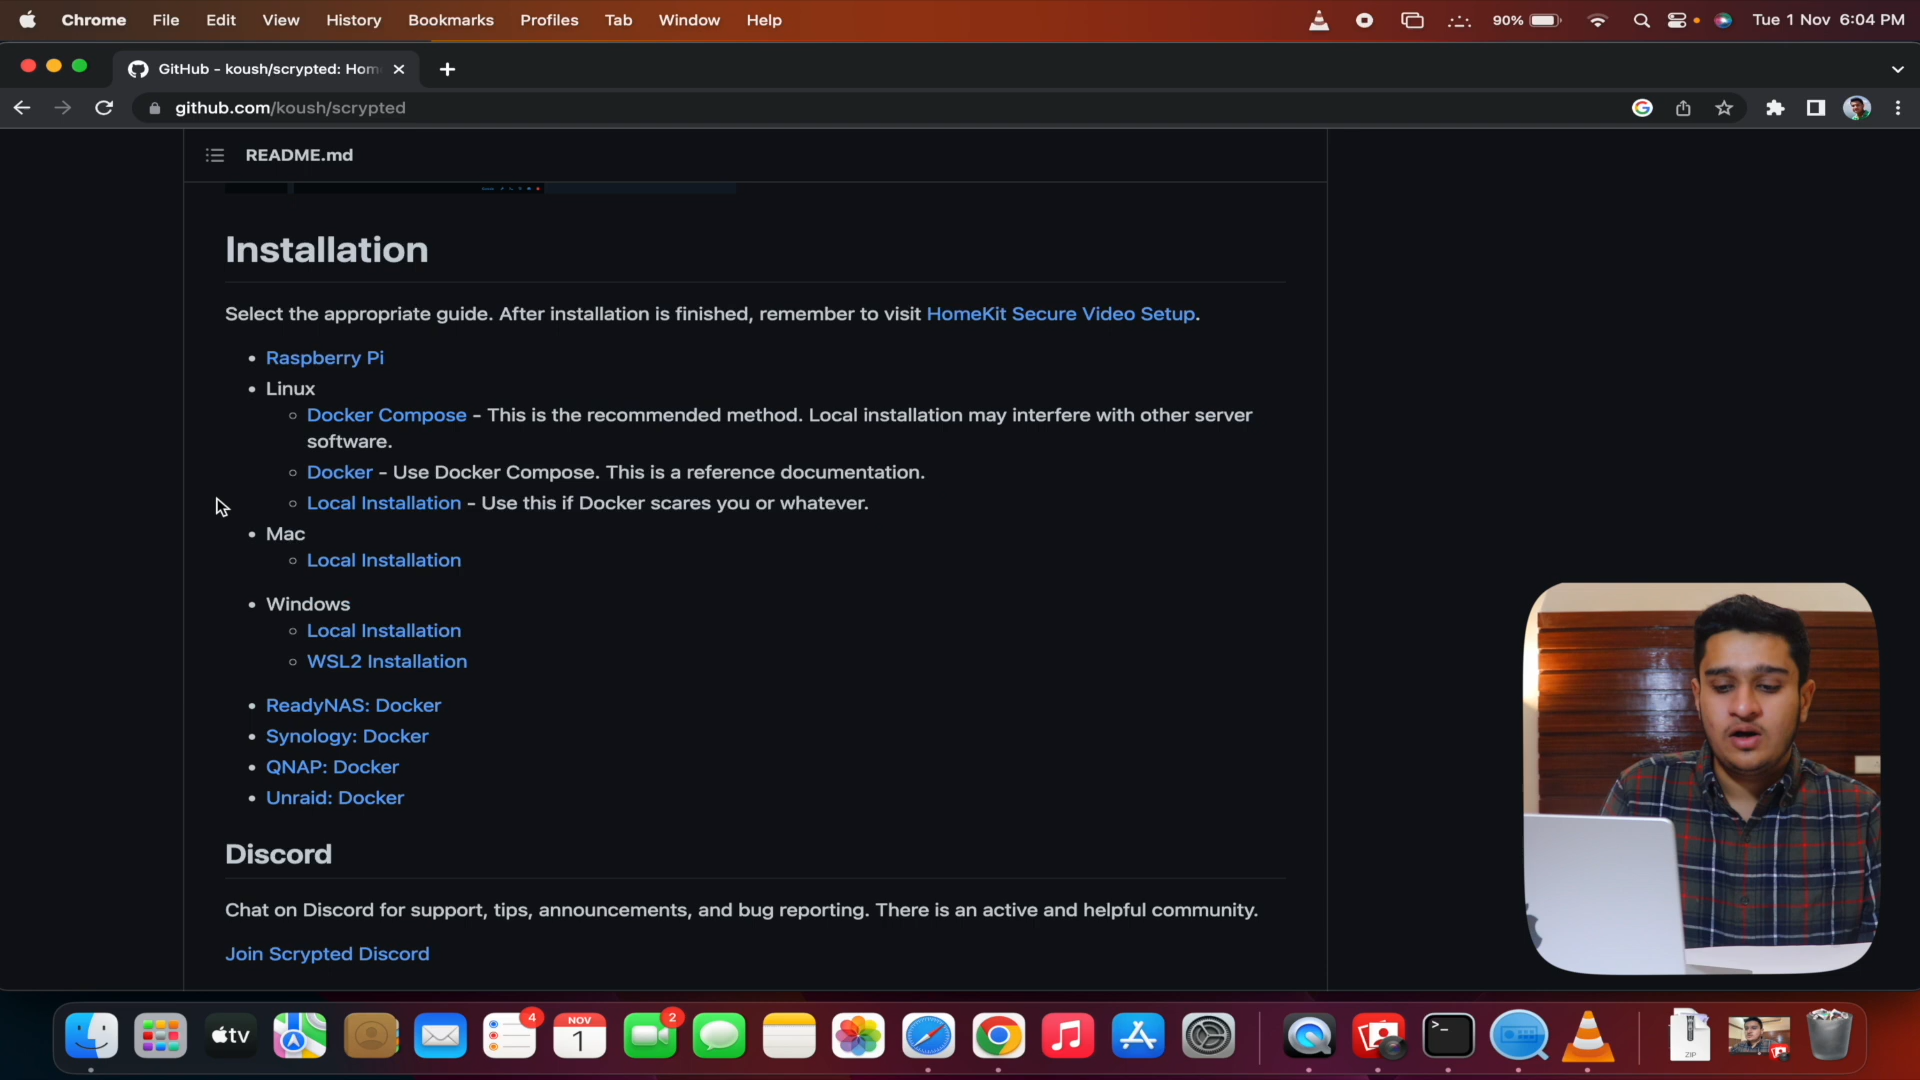 Chrome File Edit View History Bookmarks Profiles Tab Window Help 90% Tue 1 Nov 6:04 PM
GitHub - koush/scrypted: Hom
github.com/koush/scrypted
README.md
Installation
Select the appropriate guide. After installation is finished, remember to visit HomeKit Secure Video Setup.
• Raspberry Pi
• Linux
◦ Docker Compose - This is the recommended method. Local installation may interfere with other server
software.
◦ Docker - Use Docker Compose. This is a reference documentation.
◦ Local Installation - Use this if Docker scares you or whatever.
• Mac
◦ Local Installation
• Windows
◦ Local Installation
◦ WSL2 Installation
• ReadyNAS: Docker
• Synology: Docker
• QNAP: Docker
• Unraid: Docker
Discord
Chat on Discord for support, tips, announcements, and bug reporting. There is an active and helpful community.
Join Scrypted Discord
4
2
tv
NOV
1
ZIP